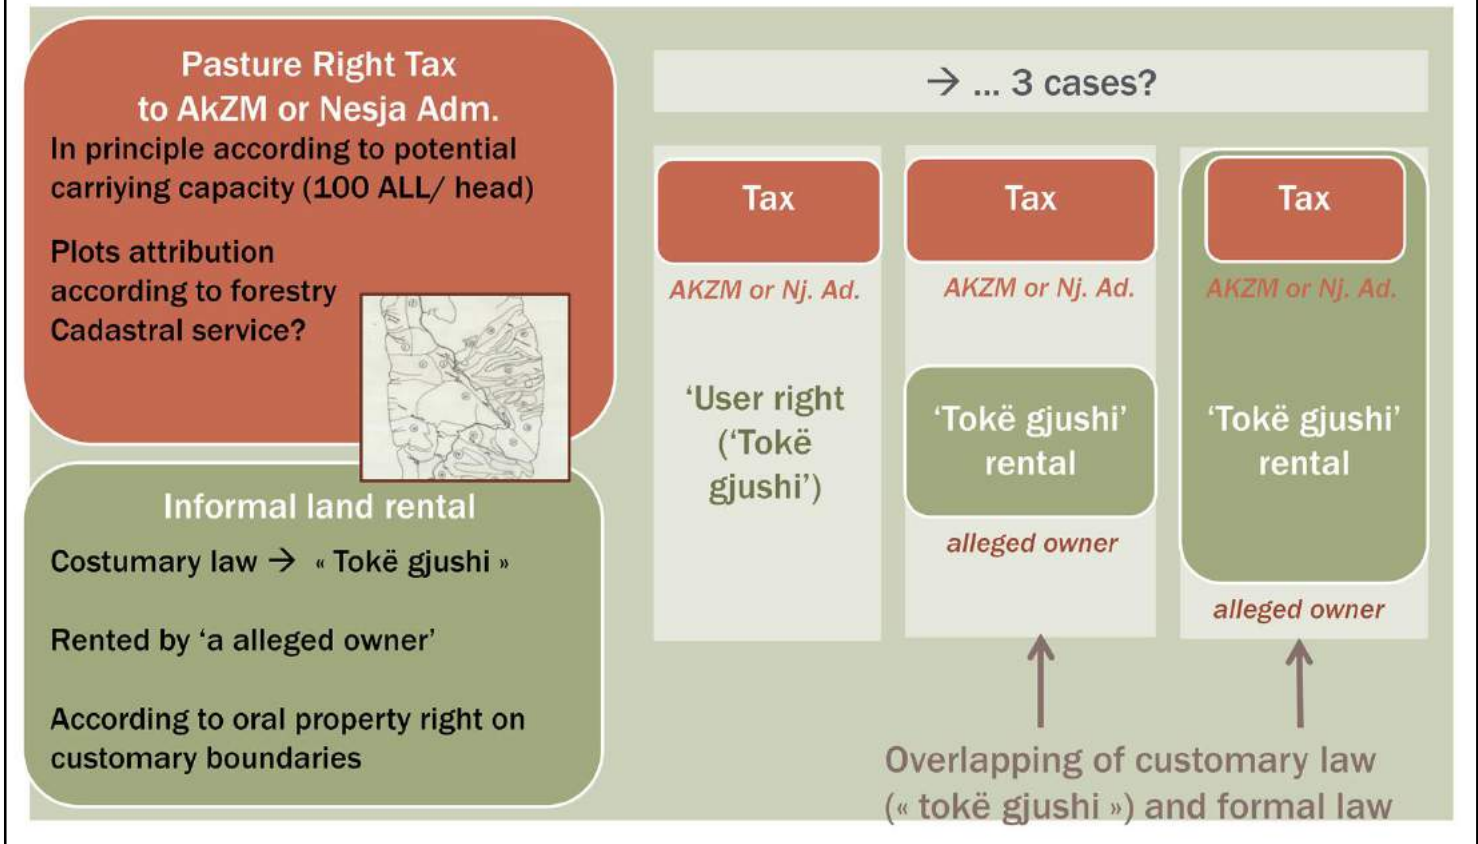 Pasture Right Tax
to AkZM or Nesja Adm.
In principle according to potential
carriying capacity (100 ALL/ head)
Plots attribution
according to forestry
Cadastral service?
Informal land rental
Costumary law → « Tokë gjushi »
Rented by ‘a alleged owner’
According to oral property right on
customary boundaries
→ ... 3 cases?
Tax
AKZM or Nj. Ad.
‘User right
(‘Tokë
gjushi’)
Tax
AKZM or Nj. Ad.
‘Tokë gjushi’
rental
alleged owner
Tax
AKZM or Nj. Ad.
‘Tokë gjushi’
rental
alleged owner
Overlapping of customary law
(« tokë gjushi ») and formal law